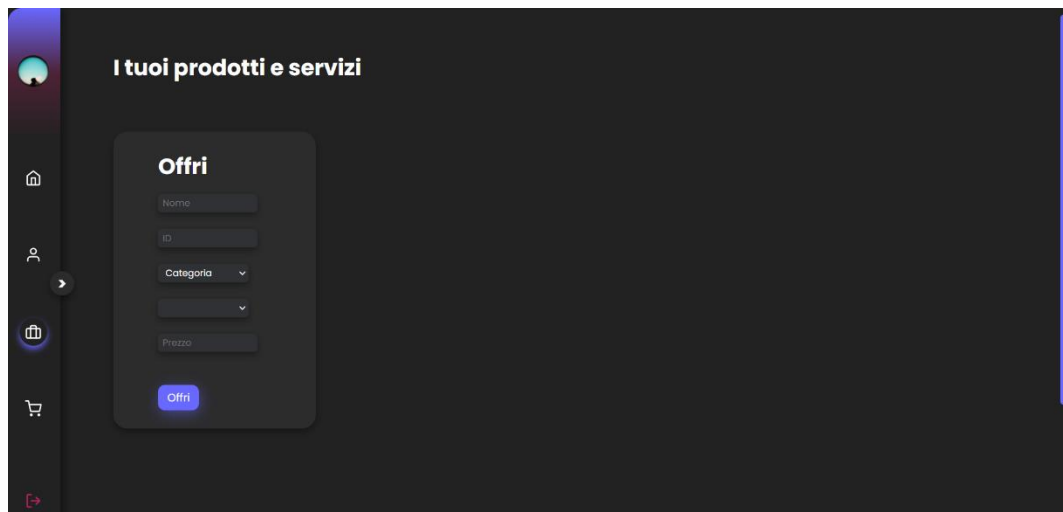 I tuoi prodotti e servizi
Offri
Nome
ID
Categoria
Prezzo
Offri